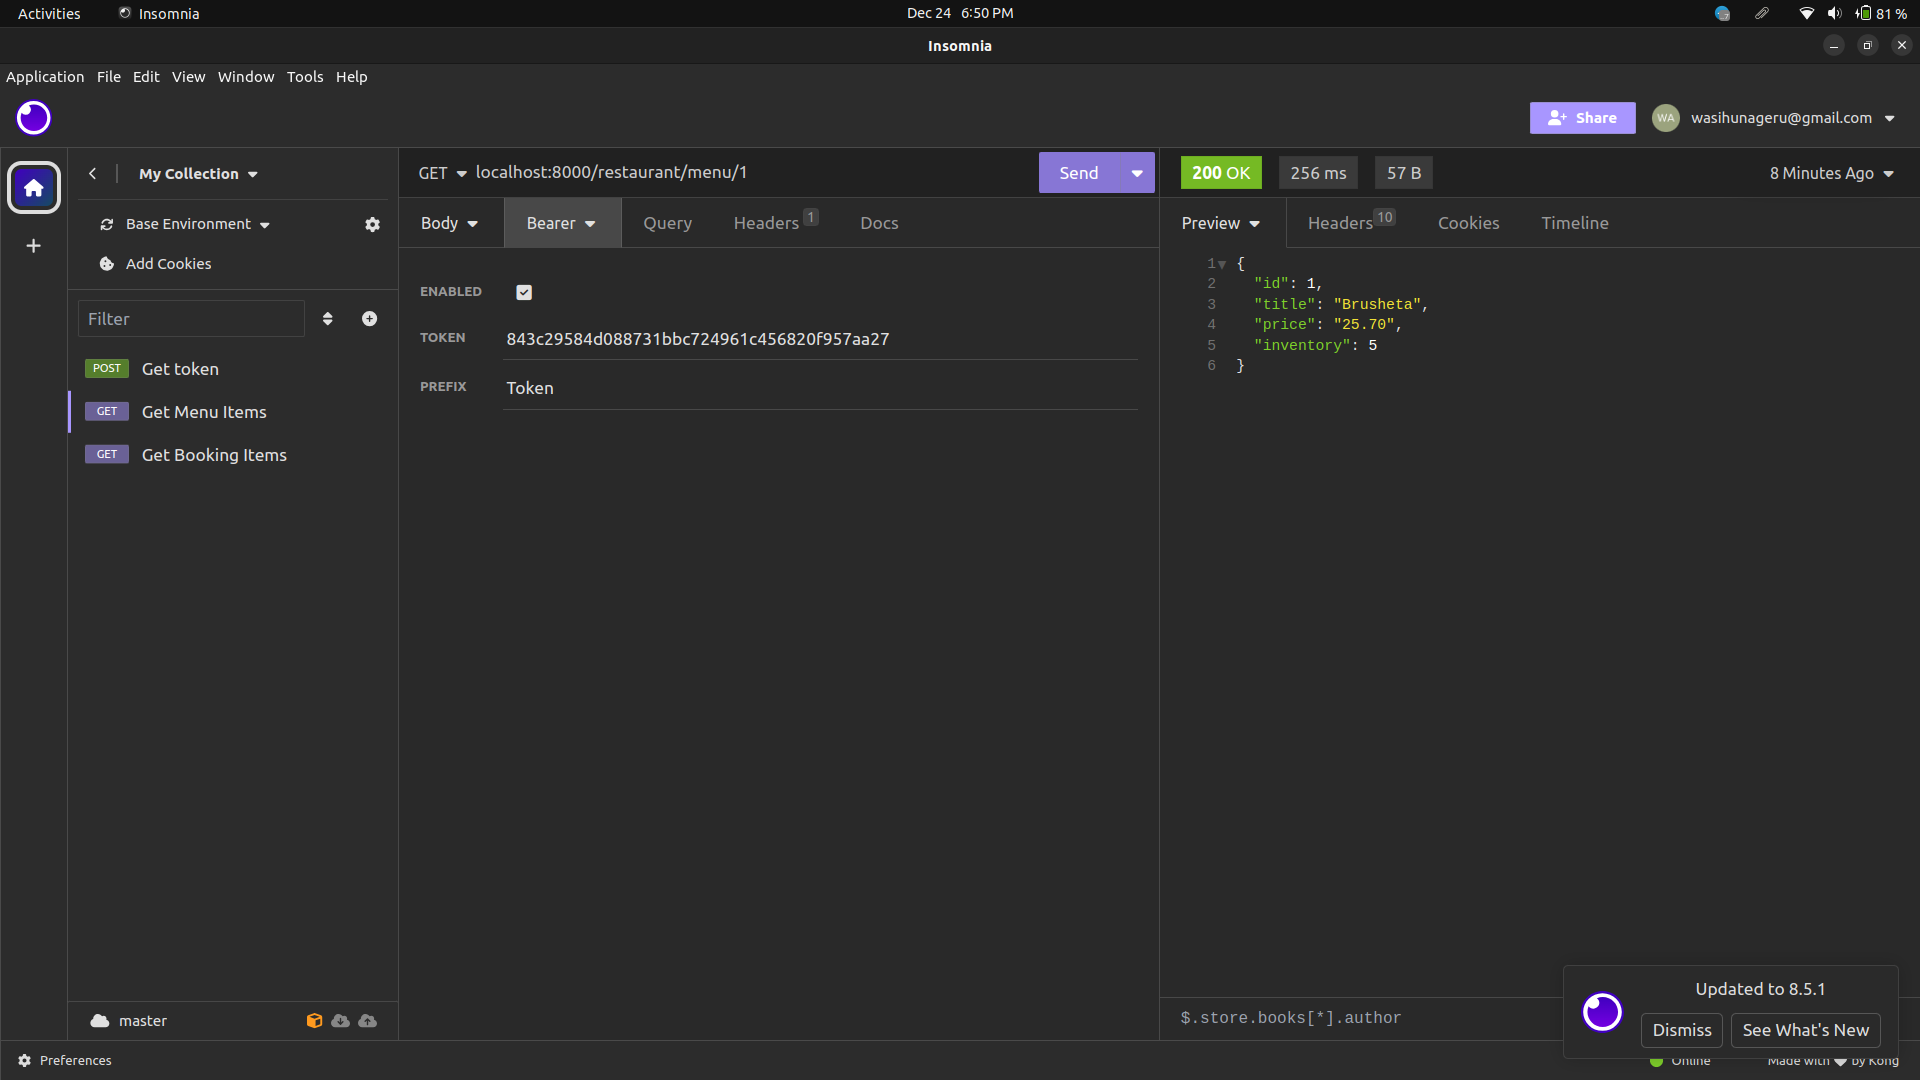 Activities Insomnia Dec 24 6:50 PM 81 %
Insomnia
Application File Edit View Window Tools Help
Share WA wasihunageru@gmail.com
My Collection
Base Environment
Add Cookies
Filter
POST Get token
GET Get Menu Items
GET Get Booking Items
master
GET localhost:8000/restaurant/menu/1 Send
Body Bearer Query Headers 1 Docs
ENABLED
TOKEN 843c29584d088731bbc724961c456820f957aa27
PREFIX Token
200 OK 256 ms 57 B 8 Minutes Ago
Preview Headers 10 Cookies Timeline
1 {
2 "id": 1,
3 "title": "Brusheta",
4 "price": "25.70",
5 "inventory": 5
6 }
$.store.books[*].author
Updated to 8.5.1
Dismiss See What's New
Preferences Online Made with by Kong